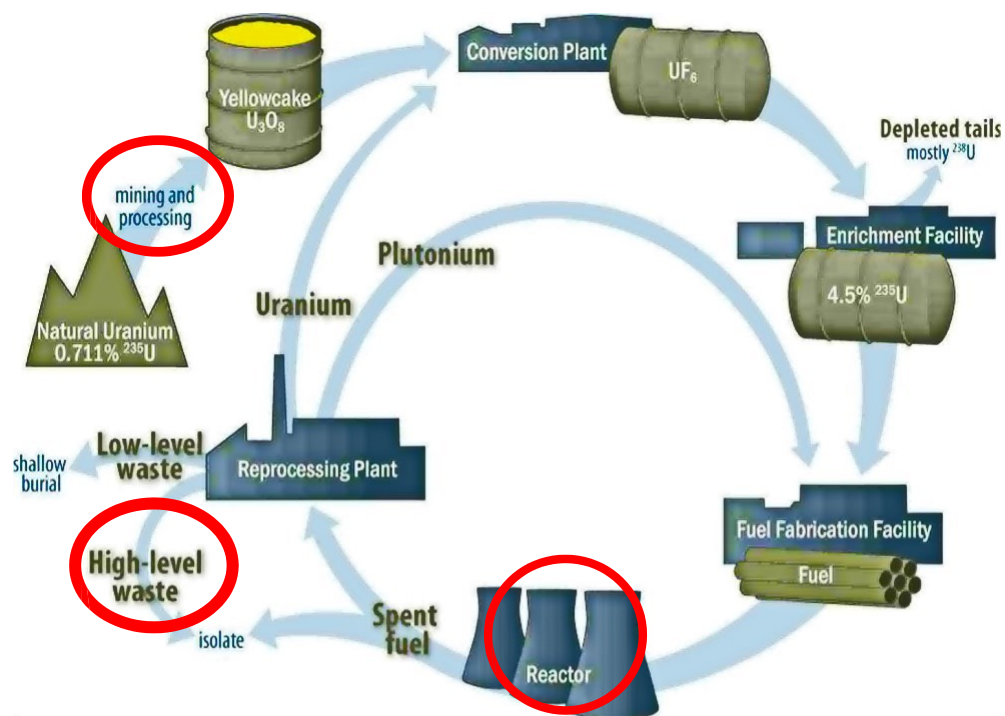 Yellowcake
U₃O₈
Conversion Plant
UF₆
Depleted tails
mostly ²³⁸U
mining and
processing
Enrichment Facility
4.5% ²³⁵U
Plutonium
Uranium
Natural Uranium
0.711% ²³⁵U
Low-level
waste
shallow
burial
Reprocessing Plant
Fuel Fabrication Facility
Fuel
High-level
waste
isolate
Spent
fuel
Reactor